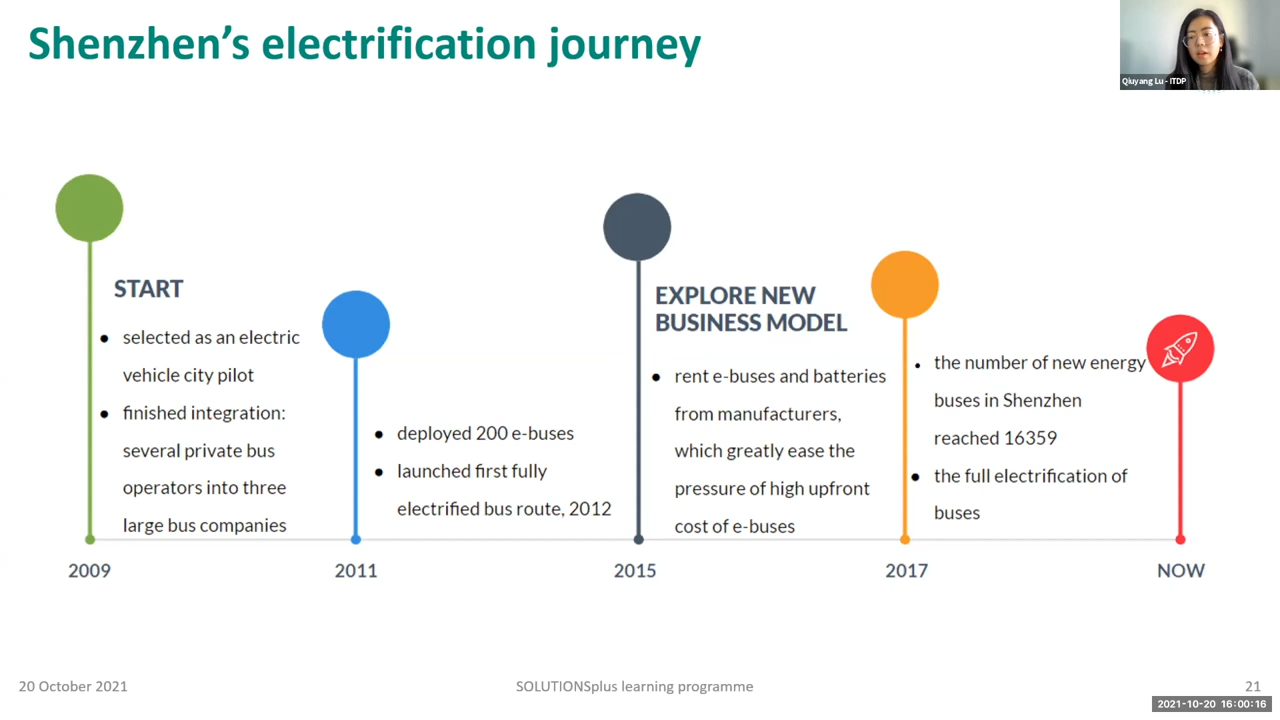 Shenzhen's electrification journey
Qiuyang Lu - ITDP
START
● selected as an electric
vehicle city pilot
● finished integration:
several private bus
operators into three
large bus companies
● deployed 200 e-buses
● launched first fully
electrified bus route, 2012
EXPLORE NEW
BUSINESS MODEL
● rent e-buses and batteries
from manufacturers,
which greatly ease the
pressure of high upfront
cost of e-buses
• the number of new energy
buses in Shenzhen
reached 16359
● the full electrification of
buses
2009
2011
2015
2017
NOW
20 October 2021
SOLUTIONSplus learning programme
21
2021-10-20 16:00:16